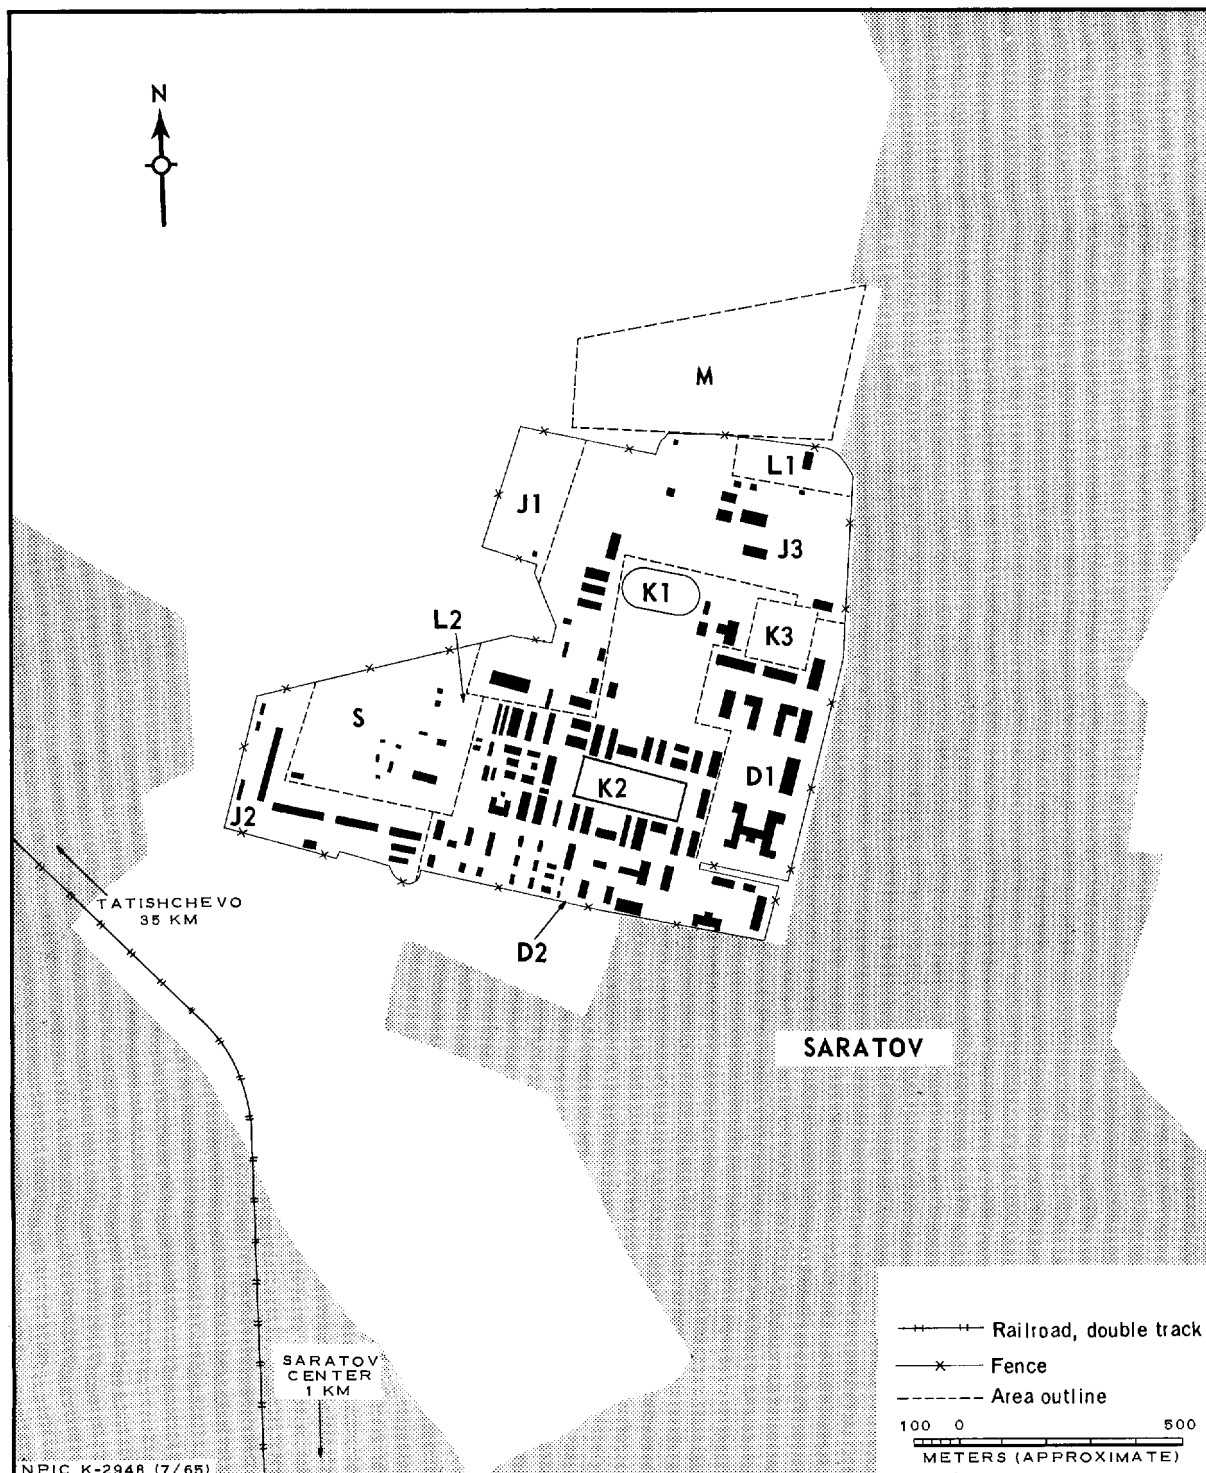 N
M
L1
J1
J3
K1
L2
K3
S
D1
K2
J2
TATISHCHEVO
35 KM
D2
SARATOV
Railroad, double track
SARATOV
CENTER
1 KM
Fence
Area outline
100 0 500
METERS (APPROXIMATE)
NPIC K-2948 (7/65)